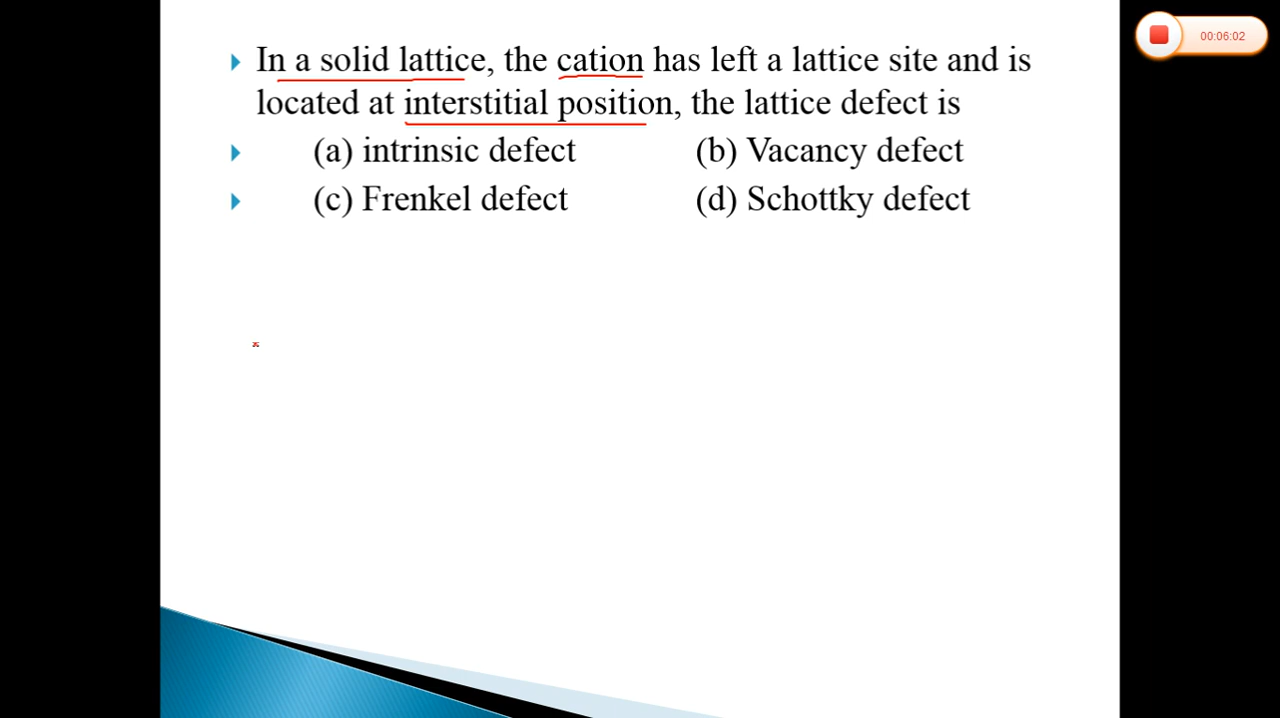 In a solid lattice, the cation has left a lattice site and is
located at interstitial position, the lattice defect is
(a) intrinsic defect (b) Vacancy defect
(c) Frenkel defect (d) Schottky defect
00:06:02